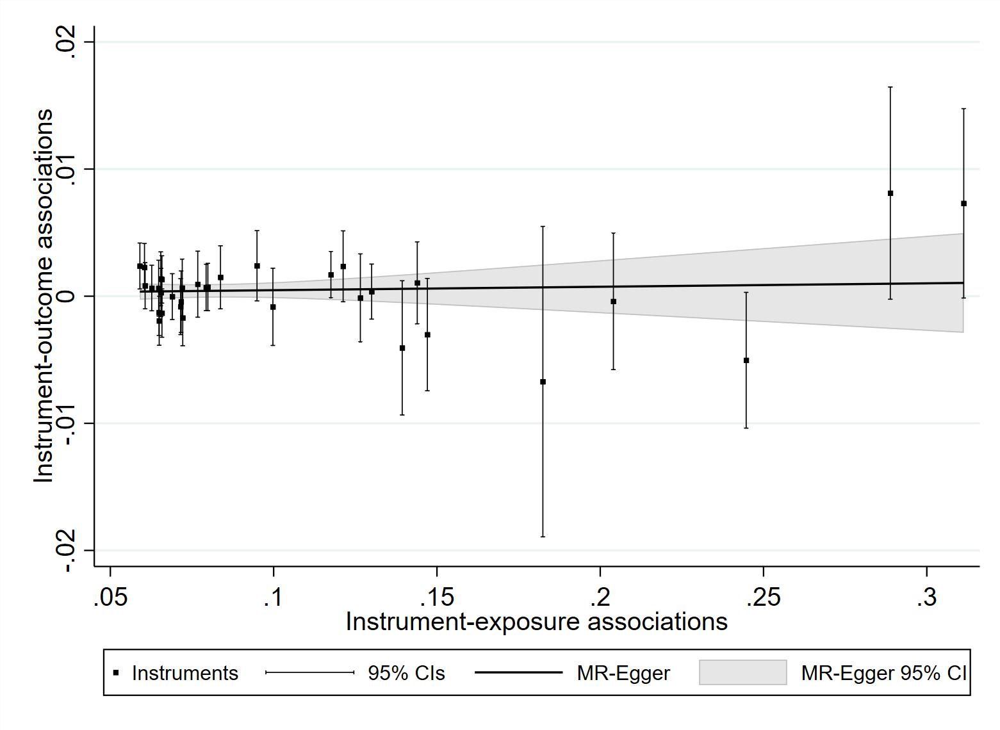 Instrument-outcome associations
.02
.01
0
-.01
-.02
.05 .1 .15 .2 .25 .3
Instrument-exposure associations
Instruments 95% CIs MR-Egger MR-Egger 95% CI